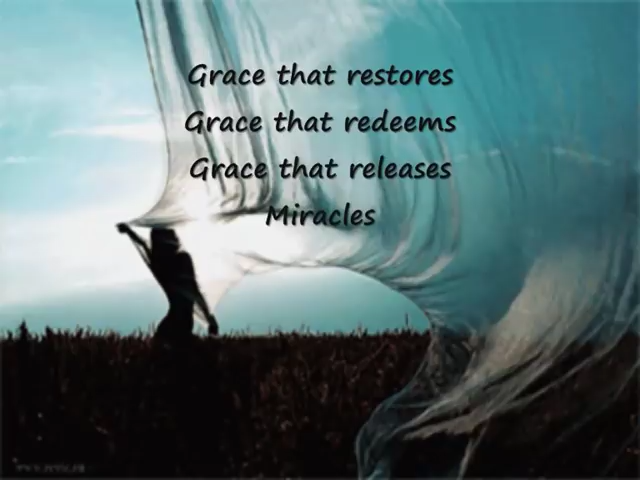 Grace that restores
Grace that redeems
Grace that releases
Miracles